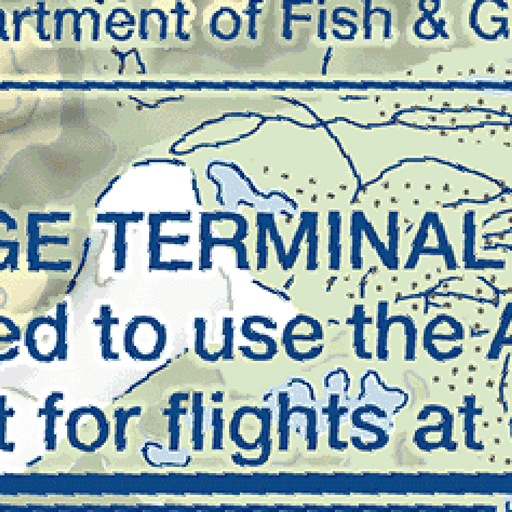 artment of Fish & G
GE TERMINAL
ed to use the A
t for flights at